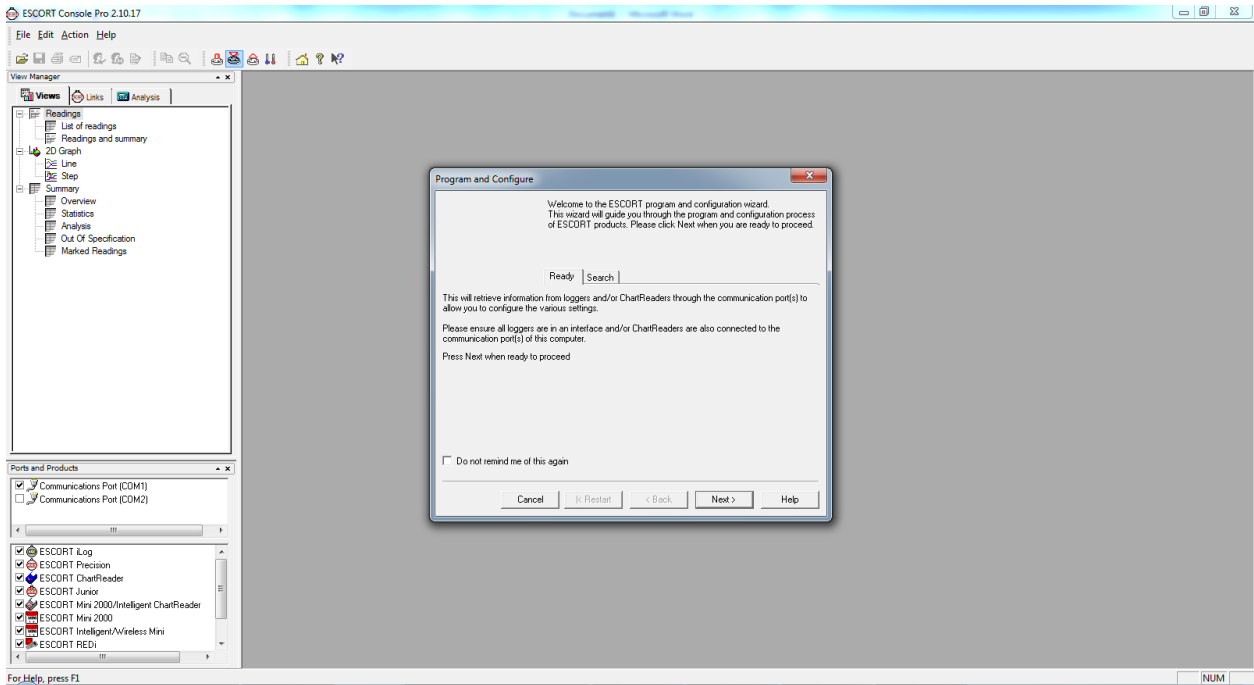 ESCORT Console Pro 2.10.17
File Edit Action Help
View Manager
Views Links Analysis
Readings
List of readings
Readings and summary
2D Graph
Line
Step
Summary
Overview
Statistics
Analysis
Out Of Specification
Marked Readings
Program and Configure
Welcome to the ESCORT program and configuration wizard.
This wizard will guide you through the program and configuration process
of ESCORT products. Please click Next when you are ready to proceed.
Ready Search
This will retrieve information from loggers and/or ChartReaders through the communication port(s) to
allow you to configure the various settings.
Please ensure all loggers are in an interface and/or ChartReaders are also connected to the
communication port(s) of this computer.
Press Next when ready to proceed
Do not remind me of this again
Cancel |< Restart < Back Next > Help
Ports and Products
Communications Port (COM1)
Communications Port (COM2)
ESCORT iLog
ESCORT Precision
ESCORT ChartReader
ESCORT Junior
ESCORT Mini 2000/Intelligent ChartReader
ESCORT Mini 2000
ESCORT Intelligent/Wireless Mini
ESCORT REDi
For Help, press F1
NUM